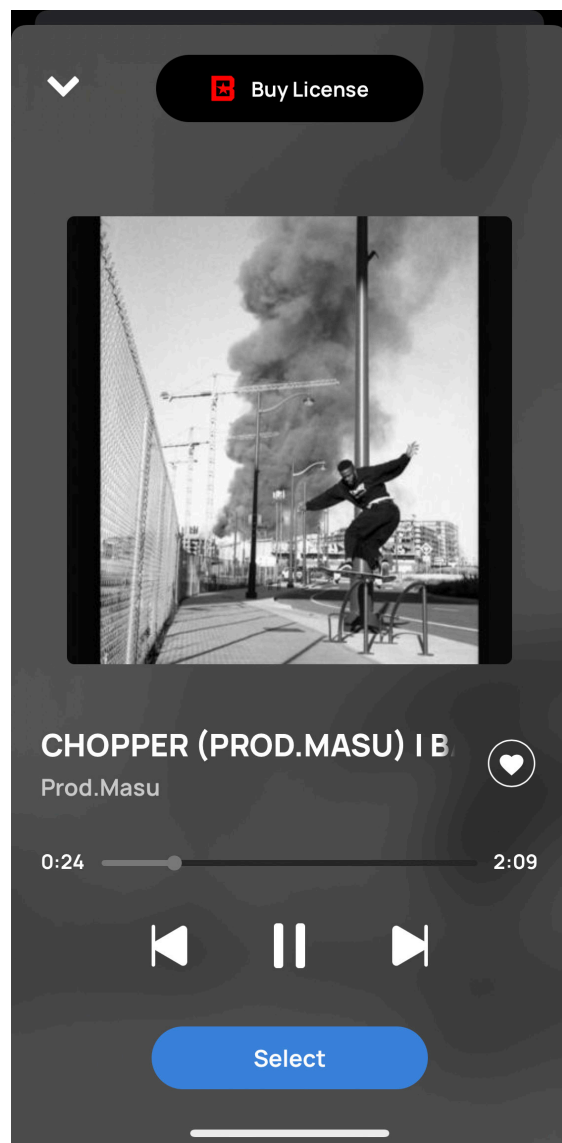 Buy License
CHOPPER (PROD.MASU) I B
Prod.Masu
0:24
2:09
Select